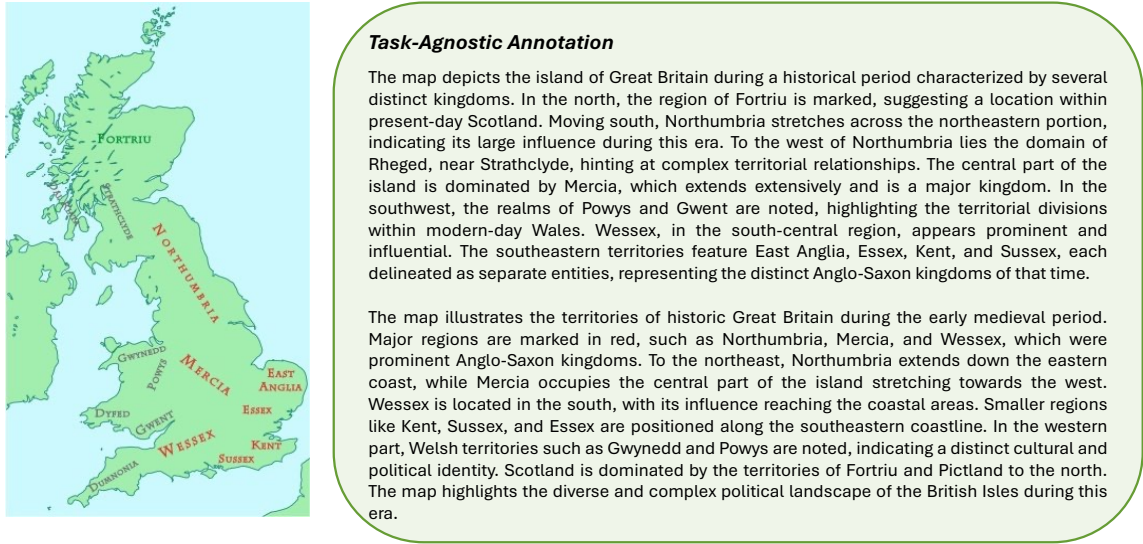 FORTRIU
DALRIADA
STRATHCLYDE
NORTHUMBRIA
GWYNEDD
POWYS
MERCIA
EAST
ANGLIA
ESSEX
DYFED
GWENT
WESSEX
KENT
SUSSEX
DUMNONIA
Task-Agnostic Annotation
The map depicts the island of Great Britain during a historical period characterized by several
distinct kingdoms. In the north, the region of Fortriu is marked, suggesting a location within
present-day Scotland. Moving south, Northumbria stretches across the northeastern portion,
indicating its large influence during this era. To the west of Northumbria lies the domain of
Rheged, near Strathclyde, hinting at complex territorial relationships. The central part of the
island is dominated by Mercia, which extends extensively and is a major kingdom. In the
southwest, the realms of Powys and Gwent are noted, highlighting the territorial divisions
within modern-day Wales. Wessex, in the south-central region, appears prominent and
influential. The southeastern territories feature East Anglia, Essex, Kent, and Sussex, each
delineated as separate entities, representing the distinct Anglo-Saxon kingdoms of that time.
The map illustrates the territories of historic Great Britain during the early medieval period.
Major regions are marked in red, such as Northumbria, Mercia, and Wessex, which were
prominent Anglo-Saxon kingdoms. To the northeast, Northumbria extends down the eastern
coast, while Mercia occupies the central part of the island stretching towards the west.
Wessex is located in the south, with its influence reaching the coastal areas. Smaller regions
like Kent, Sussex, and Essex are positioned along the southeastern coastline. In the western
part, Welsh territories such as Gwynedd and Powys are noted, indicating a distinct cultural and
political identity. Scotland is dominated by the territories of Fortriu and Pictland to the north.
The map highlights the diverse and complex political landscape of the British Isles during this
era.